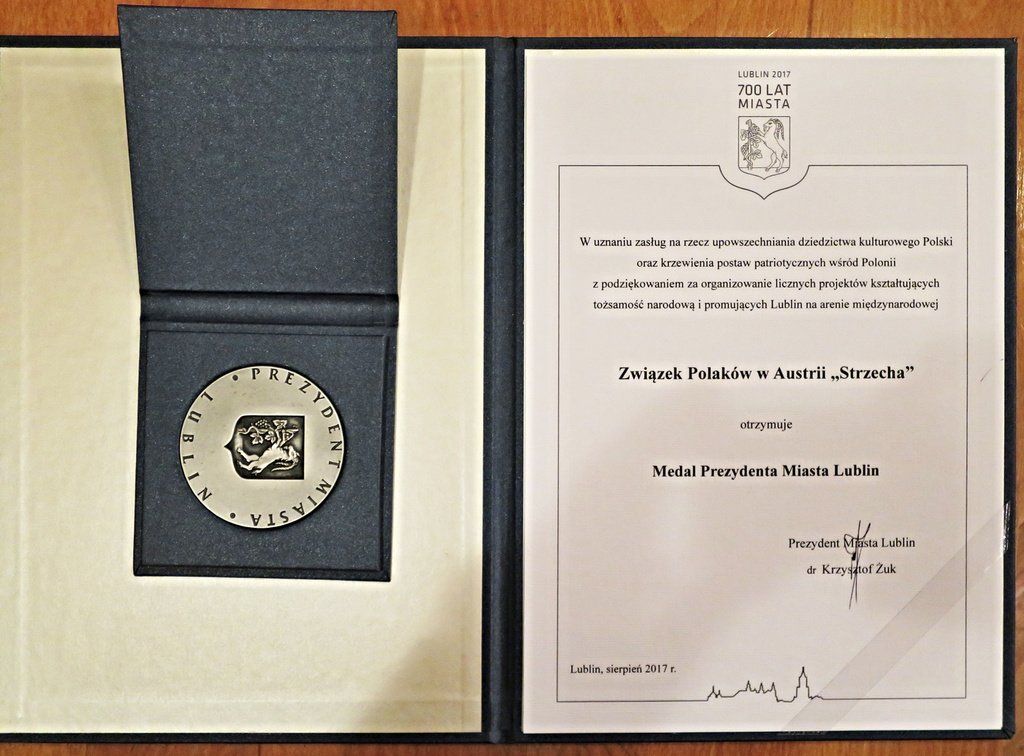 PREZYDENT MIASTA • LUBLIN •
LUBLIN 2017
700 LAT
MIASTA
W uznaniu zasług na rzecz upowszechniania dziedzictwa kulturowego Polski
oraz krzewienia postaw patriotycznych wśród Polonii
z podziękowaniem za organizowanie licznych projektów kształtujących
tożsamość narodową i promujących Lublin na arenie międzynarodowej
Związek Polaków w Austrii „Strzecha”
otrzymuje
Medal Prezydenta Miasta Lublin
Prezydent Miasta Lublin
dr Krzysztof Żuk
Lublin, sierpień 2017 r.